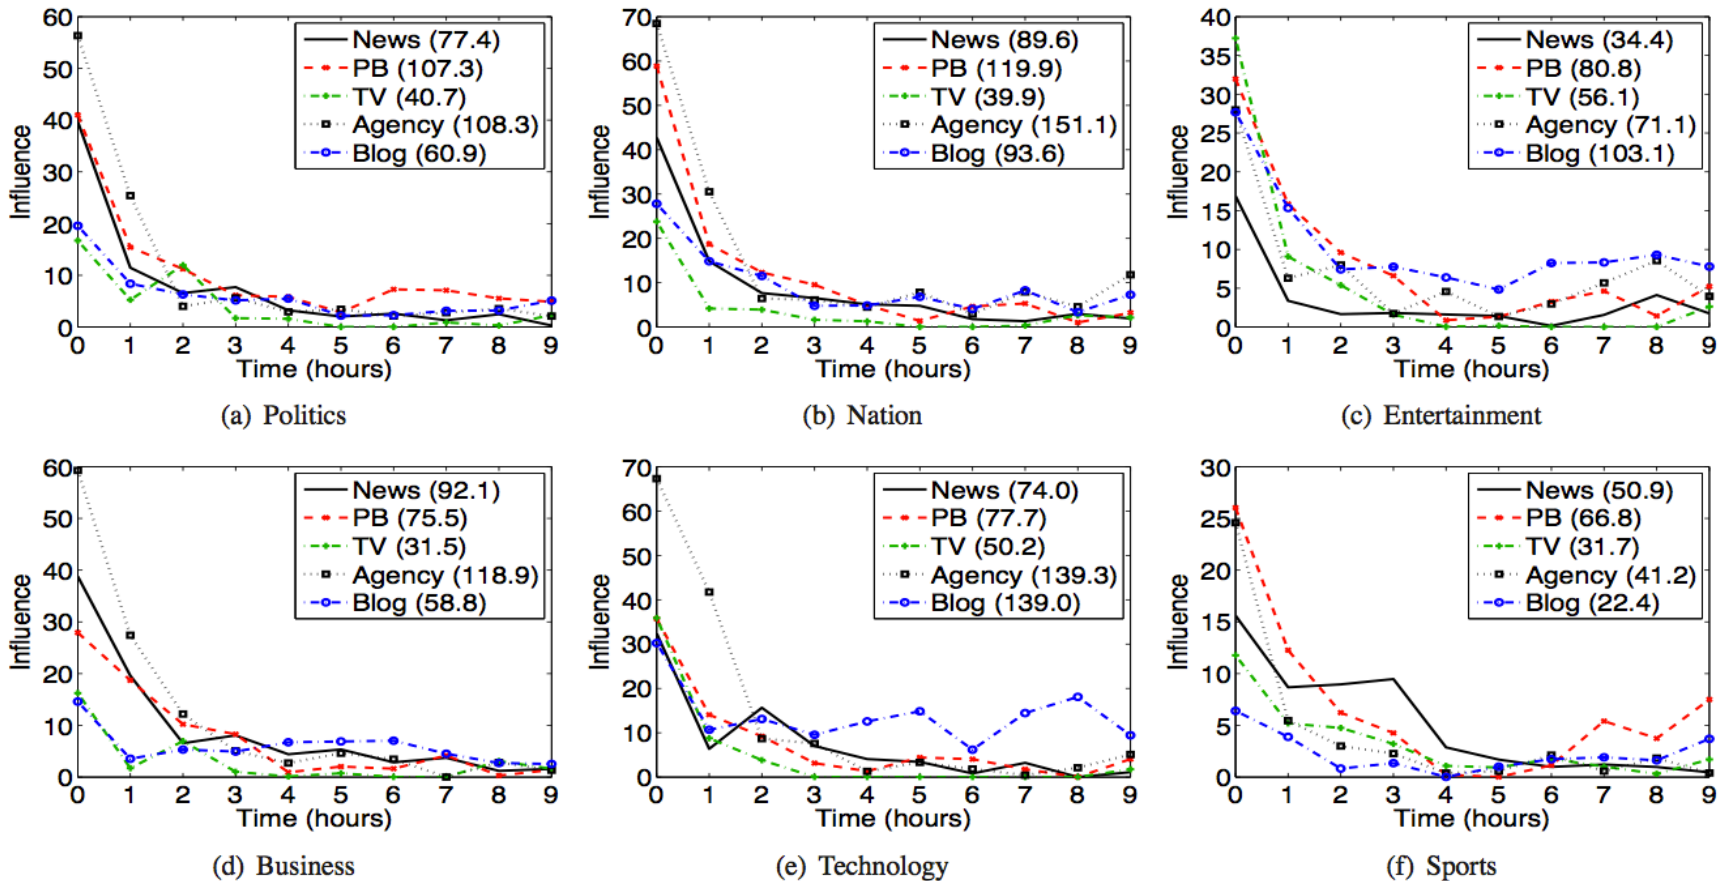 60
50
40
30
20
10
0
Influence
News (77.4)
PB (107.3)
TV (40.7)
Agency (108.3)
Blog (60.9)
0 1 2 3 4 5 6 7 8 9
Time (hours)
(a) Politics
70
60
50
40
30
20
10
0
Influence
News (89.6)
PB (119.9)
TV (39.9)
Agency (151.1)
Blog (93.6)
0 1 2 3 4 5 6 7 8 9
Time (hours)
(b) Nation
40
35
30
25
20
15
10
5
0
Influence
News (34.4)
PB (80.8)
TV (56.1)
Agency (71.1)
Blog (103.1)
0 1 2 3 4 5 6 7 8 9
Time (hours)
(c) Entertainment
60
50
40
30
20
10
0
Influence
News (92.1)
PB (75.5)
TV (31.5)
Agency (118.9)
Blog (58.8)
0 1 2 3 4 5 6 7 8 9
Time (hours)
(d) Business
70
60
50
40
30
20
10
0
Influence
News (74.0)
PB (77.7)
TV (50.2)
Agency (139.3)
Blog (139.0)
0 1 2 3 4 5 6 7 8 9
Time (hours)
(e) Technology
30
25
20
15
10
5
0
Influence
News (50.9)
PB (66.8)
TV (31.7)
Agency (41.2)
Blog (22.4)
0 1 2 3 4 5 6 7 8 9
Time (hours)
(f) Sports